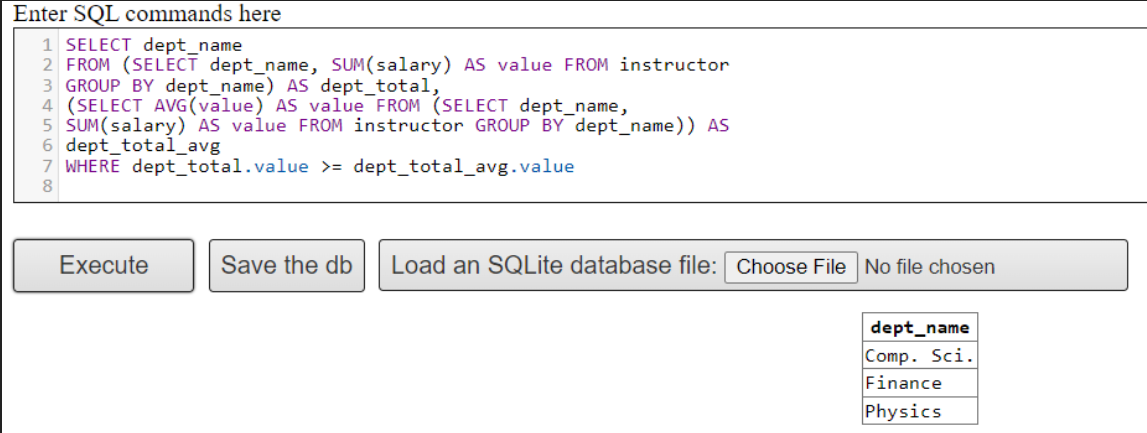 Enter SQL commands here
1 SELECT dept_name
2 FROM (SELECT dept_name, SUM(salary) AS value FROM instructor
3 GROUP BY dept_name) AS dept_total,
4 (SELECT AVG(value) AS value FROM (SELECT dept_name,
5 SUM(salary) AS value FROM instructor GROUP BY dept_name)) AS
6 dept_total_avg
7 WHERE dept_total.value >= dept_total_avg.value
8
Execute Save the db Load an SQLite database file: Choose File No file chosen
dept_name
Comp. Sci.
Finance
Physics